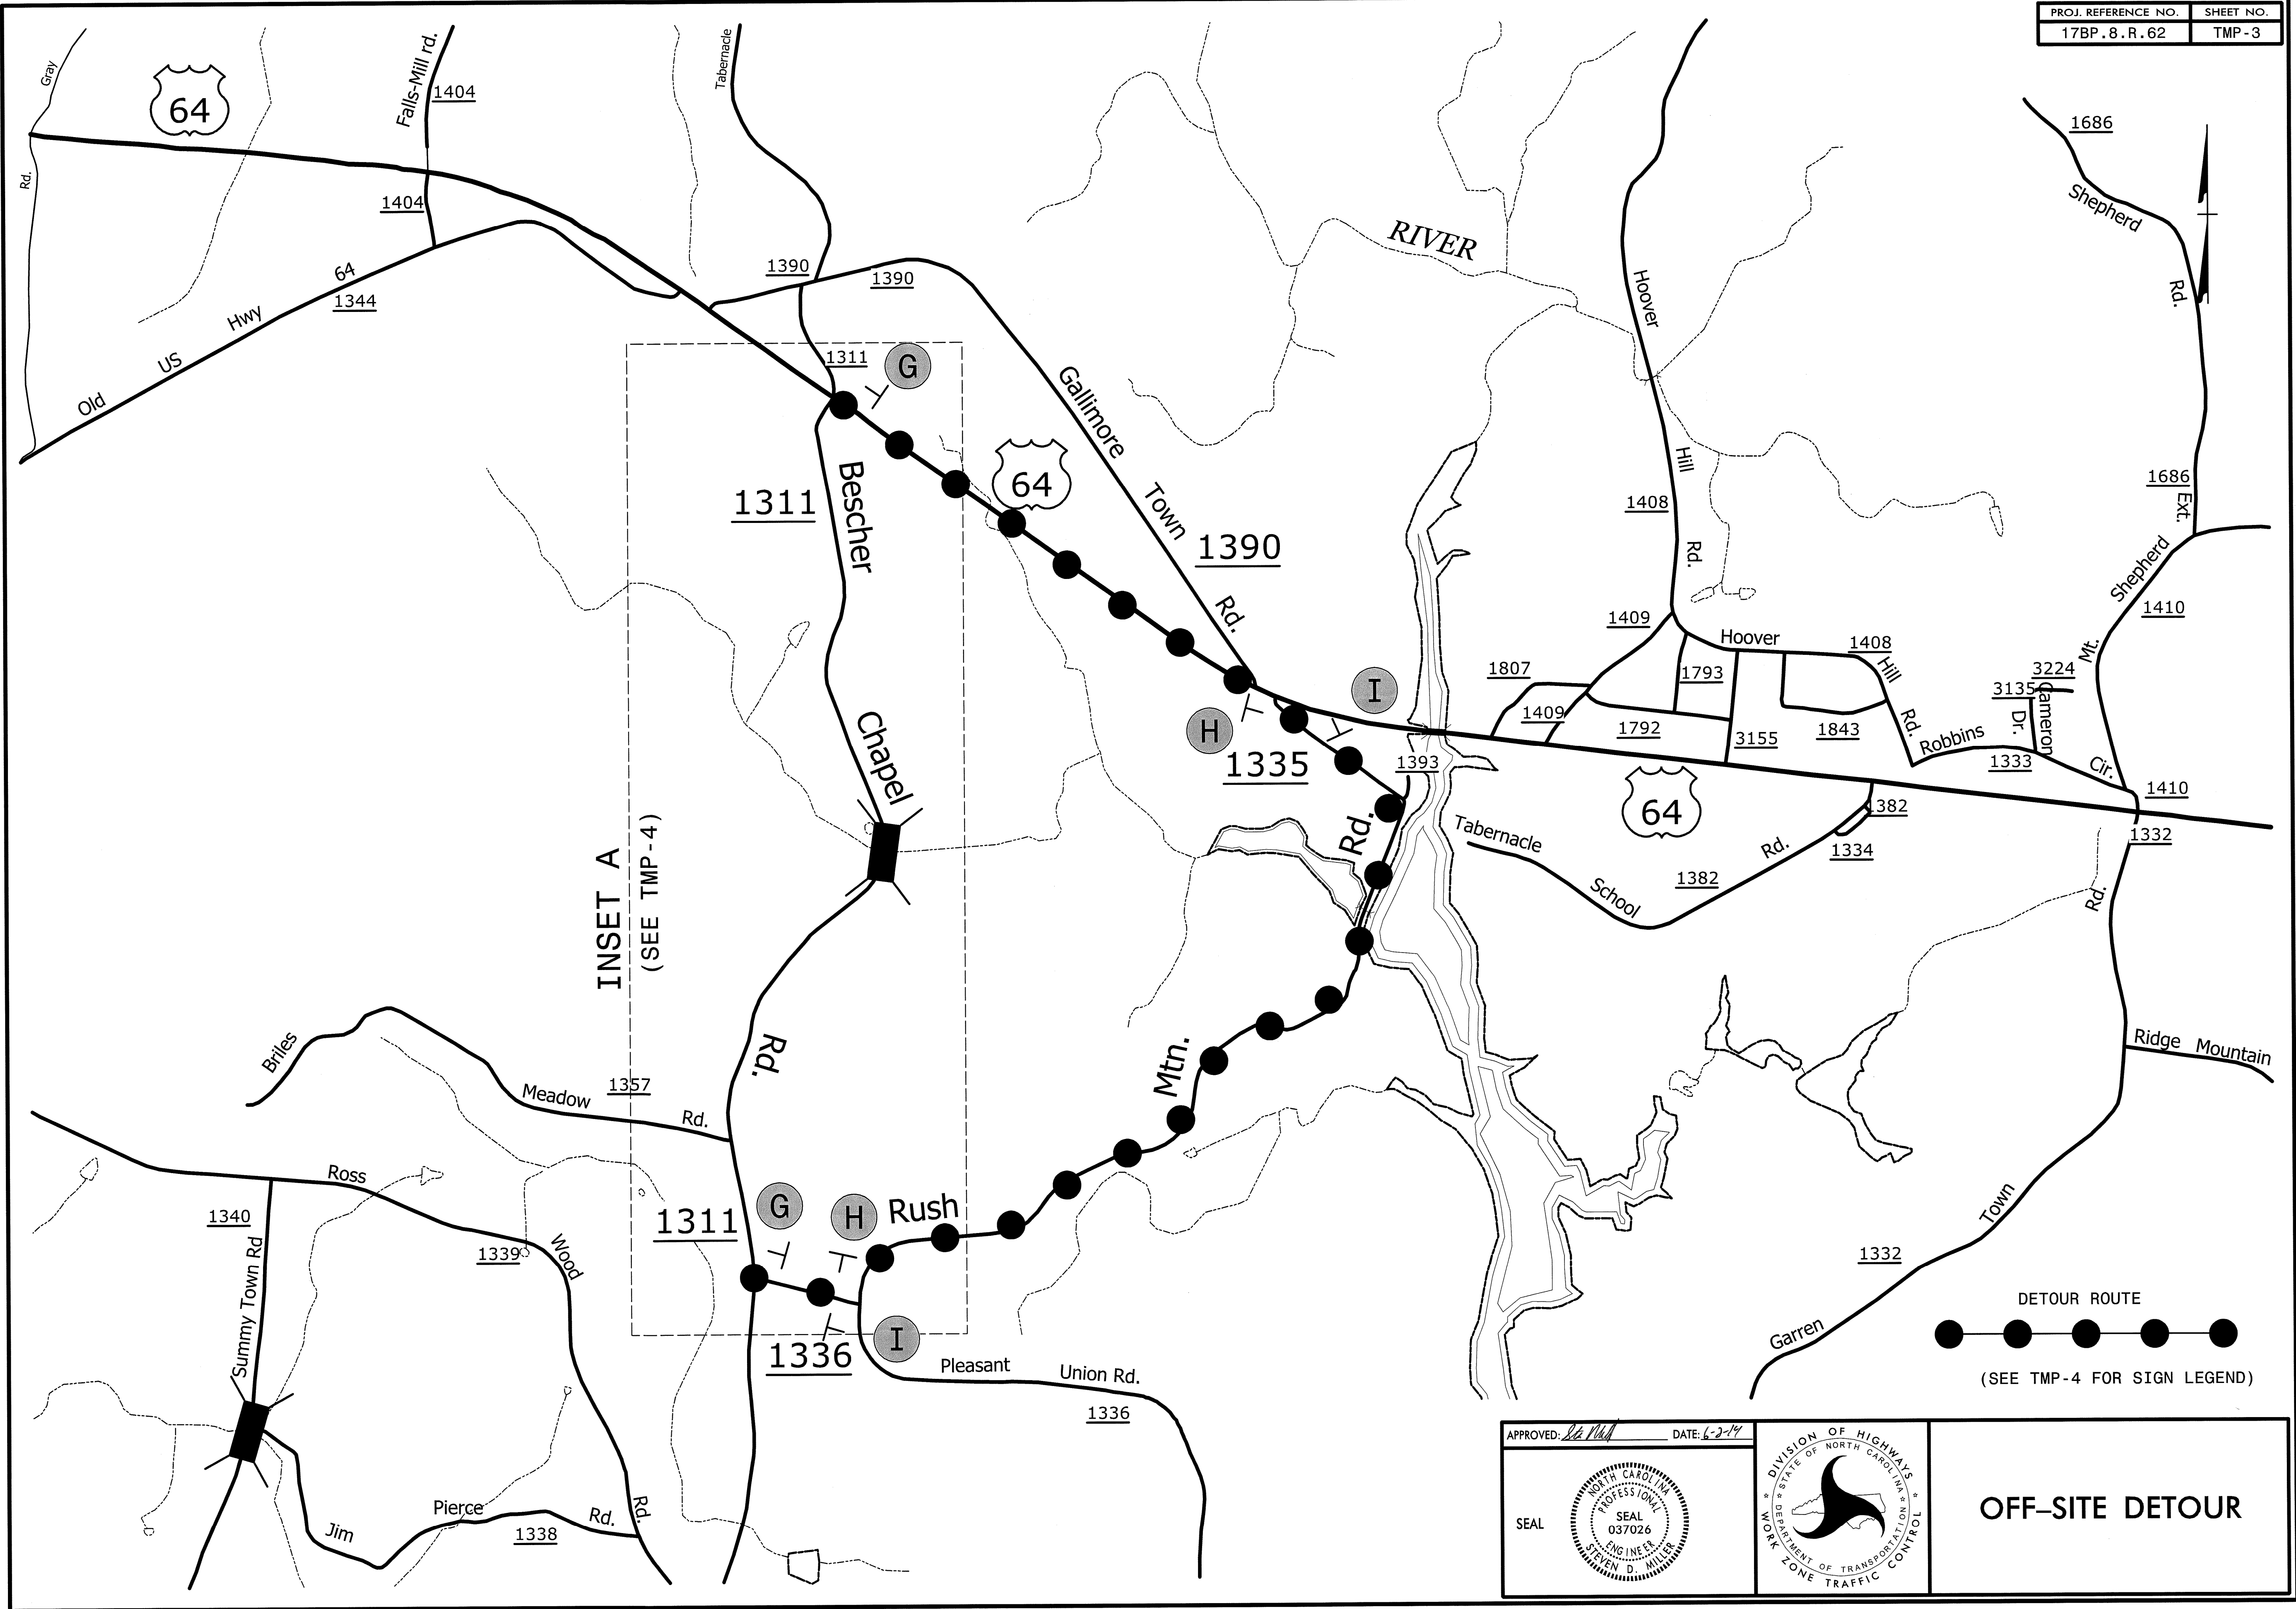 PROJ. REFERENCE NO. SHEET NO.
17BP.8.R.62 TMP-3
Gray
Rd.
64
Falls-Mill rd.
1404
1404
Tabernacle
Old US Hwy 64
1344
1390
1390
1311
G
64
Gallimore Town Rd.
1390
1311
Bescher Chapel Rd.
RIVER
Hoover Hill Rd.
1408
1686
Shepherd Rd. Ext.
1686
Mt. Shepherd
1410
1409
Hoover Hill Rd.
1408
1807
1793
1409
1792
3155
1843
3224
3135
Cameron Dr.
Robbins Cir.
1333
1410
1332
H
I
1335
1393
64
Tabernacle School Rd.
1382
1382
1334
INSET A
(SEE TMP-4)
Rush Mtn. Rd.
Briles Meadow Rd.
1357
Ross Wood Rd.
1340
Summy Town Rd
1339
1311
G
H
I
1336
Pleasant Union Rd.
1336
Jim Pierce Rd.
1338
Rd.
Ridge Mountain
Garren Town
1332
DETOUR ROUTE
(SEE TMP-4 FOR SIGN LEGEND)
APPROVED: DATE: 6-2-14
SEAL
NORTH CAROLINA
PROFESSIONAL
SEAL
037026
ENGINEER
STEVEN D. MILLER
DIVISION OF HIGHWAYS
STATE OF NORTH CAROLINA
DEPARTMENT OF TRANSPORTATION
WORK ZONE TRAFFIC CONTROL
OFF-SITE DETOUR